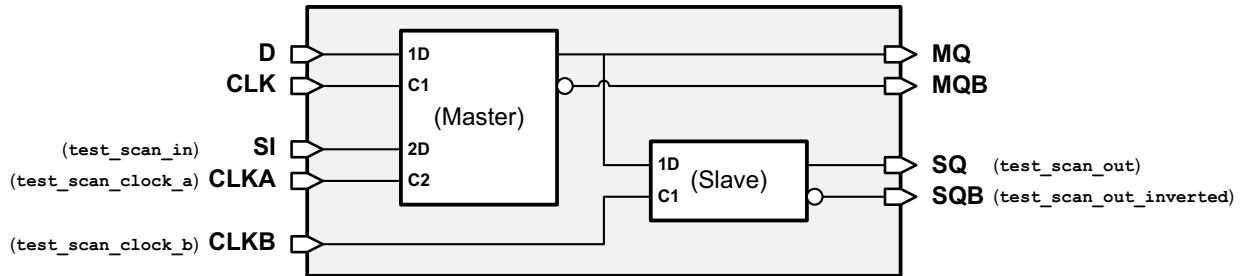 D 1D MQ
CLK C1 MQB
(Master)
(test_scan_in) SI 2D 1D SQ (test_scan_out)
(test_scan_clock_a) CLKA C2 (Slave)
C1 SQB (test_scan_out_inverted)
(test_scan_clock_b) CLKB